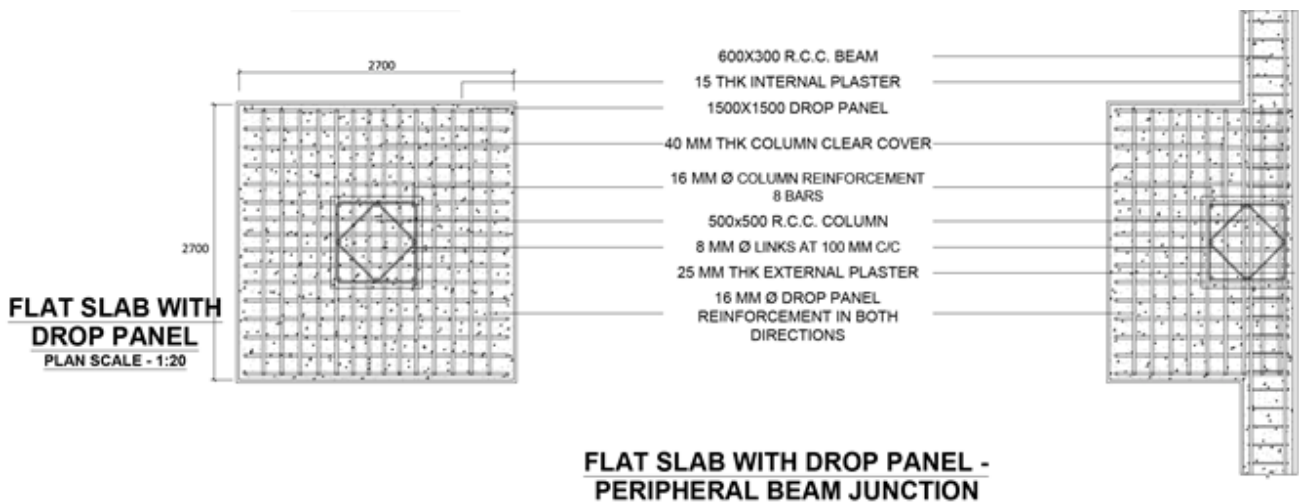 2700
2700
FLAT SLAB WITH
DROP PANEL
PLAN SCALE - 1:20
600X300 R.C.C. BEAM
15 THK INTERNAL PLASTER
1500X1500 DROP PANEL
40 MM THK COLUMN CLEAR COVER
16 MM Ø COLUMN REINFORCEMENT
8 BARS
500x500 R.C.C. COLUMN
8 MM Ø LINKS AT 100 MM C/C
25 MM THK EXTERNAL PLASTER
16 MM Ø DROP PANEL
REINFORCEMENT IN BOTH
DIRECTIONS
FLAT SLAB WITH DROP PANEL -
PERIPHERAL BEAM JUNCTION